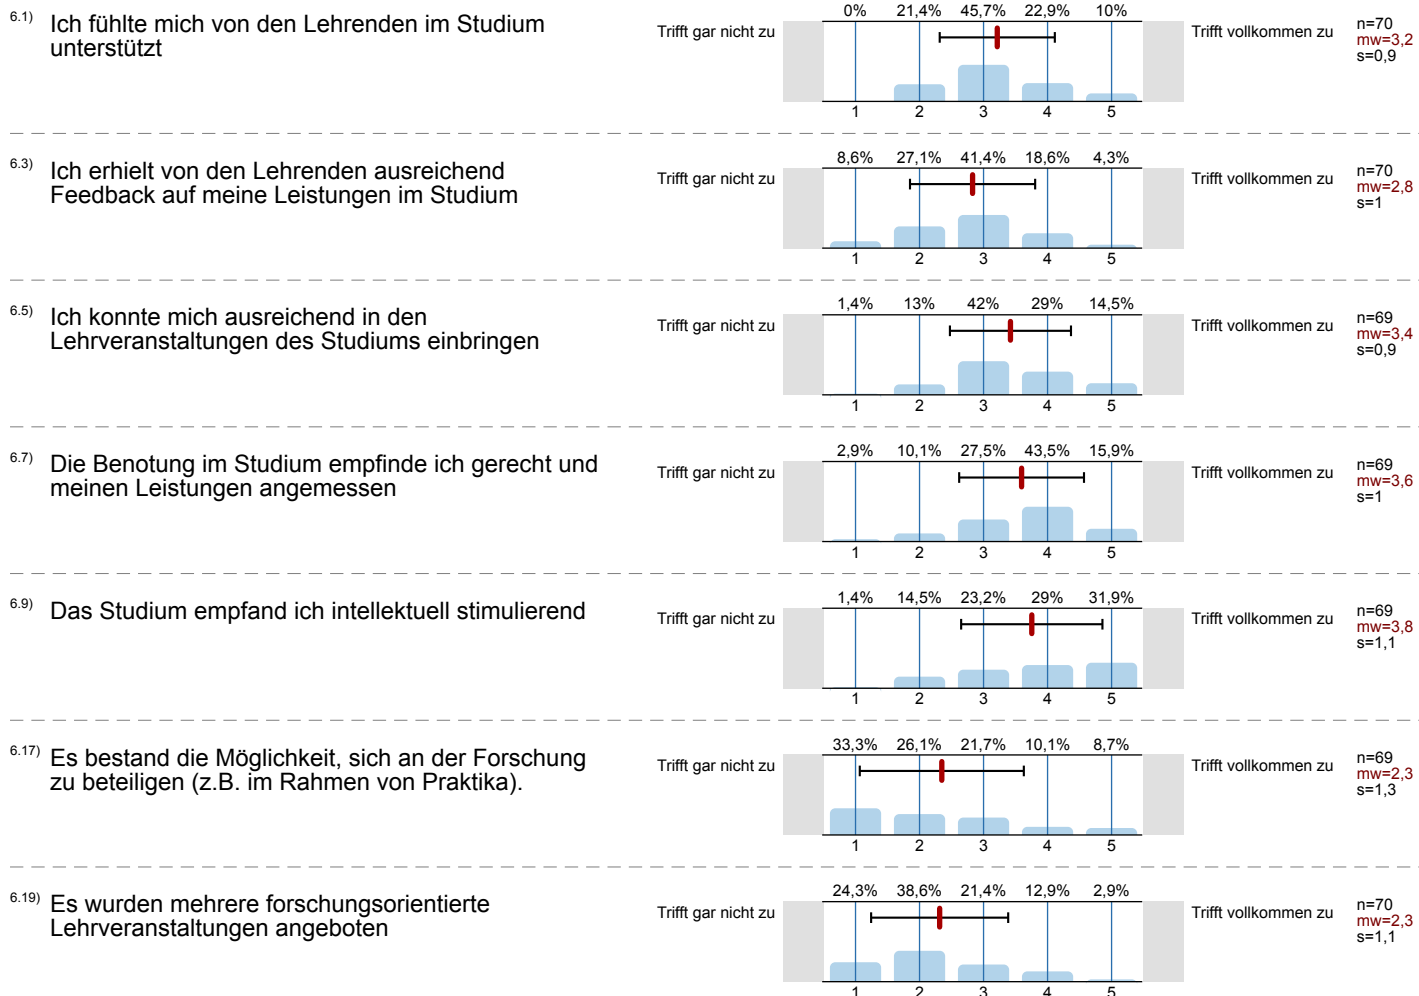 6.1) Ich fühlte mich von den Lehrenden im Studium
unterstützt
Trifft gar nicht zu
0% 21,4% 45,7% 22,9% 10%
1 2 3 4 5
Trifft vollkommen zu
n=70
mw=3,2
s=0,9
6.3) Ich erhielt von den Lehrenden ausreichend
Feedback auf meine Leistungen im Studium
Trifft gar nicht zu
8,6% 27,1% 41,4% 18,6% 4,3%
1 2 3 4 5
Trifft vollkommen zu
n=70
mw=2,8
s=1
6.5) Ich konnte mich ausreichend in den
Lehrveranstaltungen des Studiums einbringen
Trifft gar nicht zu
1,4% 13% 42% 29% 14,5%
1 2 3 4 5
Trifft vollkommen zu
n=69
mw=3,4
s=0,9
6.7) Die Benotung im Studium empfinde ich gerecht und
meinen Leistungen angemessen
Trifft gar nicht zu
2,9% 10,1% 27,5% 43,5% 15,9%
1 2 3 4 5
Trifft vollkommen zu
n=69
mw=3,6
s=1
6.9) Das Studium empfand ich intellektuell stimulierend
Trifft gar nicht zu
1,4% 14,5% 23,2% 29% 31,9%
1 2 3 4 5
Trifft vollkommen zu
n=69
mw=3,8
s=1,1
6.17) Es bestand die Möglichkeit, sich an der Forschung
zu beteiligen (z.B. im Rahmen von Praktika).
Trifft gar nicht zu
33,3% 26,1% 21,7% 10,1% 8,7%
1 2 3 4 5
Trifft vollkommen zu
n=69
mw=2,3
s=1,3
6.19) Es wurden mehrere forschungsorientierte
Lehrveranstaltungen angeboten
Trifft gar nicht zu
24,3% 38,6% 21,4% 12,9% 2,9%
1 2 3 4 5
Trifft vollkommen zu
n=70
mw=2,3
s=1,1